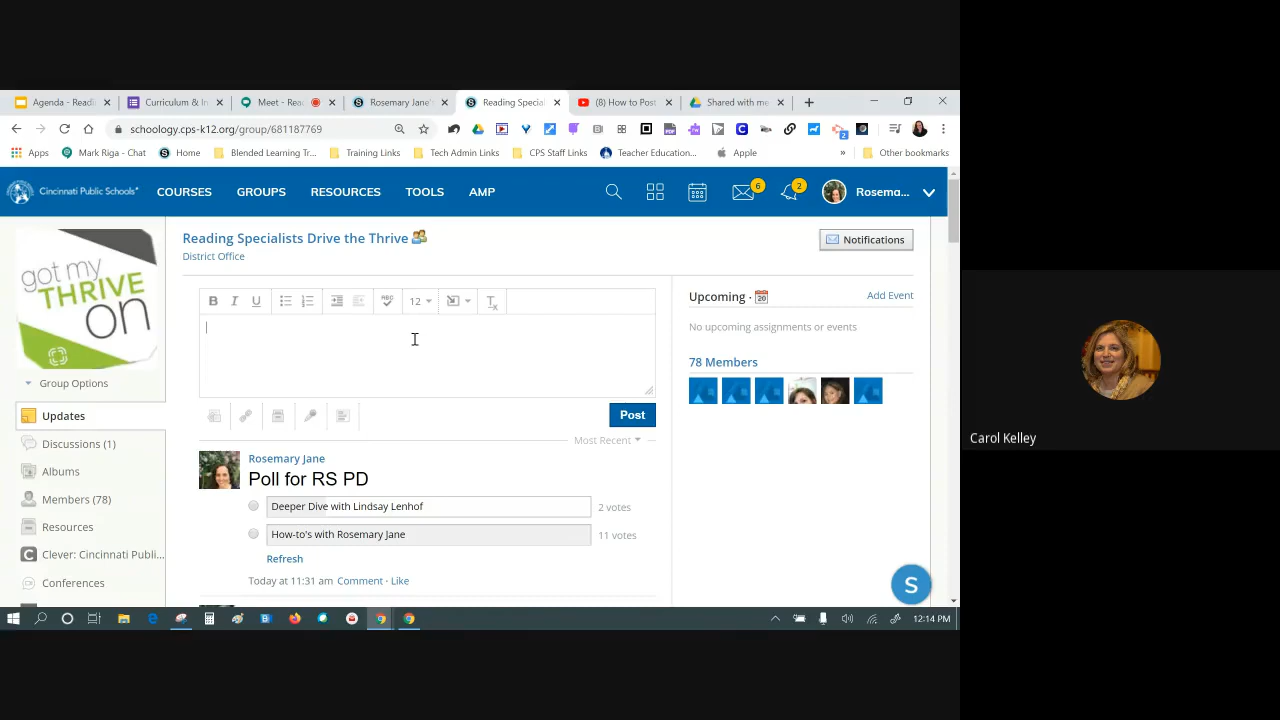 Agenda - Readi
Curriculum & In
Meet - Rea
Rosemary Jane'
Reading Special
(8) How to Post
Shared with me
schoology.cps-k12.org/group/681187769
Apps
Mark Riga - Chat
Home
Blended Learning Tr...
Training Links
Tech Admin Links
CPS Staff Links
Teacher Education...
Apple
Other bookmarks
Cincinnati Public Schools
COURSES
GROUPS
RESOURCES
TOOLS
AMP
6
2
Rosema...
got my
THRIVE
on
Reading Specialists Drive the Thrive
District Office
Notifications
B I U
ABC
12
Tx
Post
Most Recent
Upcoming · 20
Add Event
No upcoming assignments or events
78 Members
Group Options
Updates
Discussions (1)
Albums
Members (78)
Resources
Clever: Cincinnati Publi...
Conferences
Rosemary Jane
Poll for RS PD
Deeper Dive with Lindsay Lenhof
2 votes
How-to's with Rosemary Jane
11 votes
Refresh
Today at 11:31 am Comment · Like
S
12:14 PM
Carol Kelley